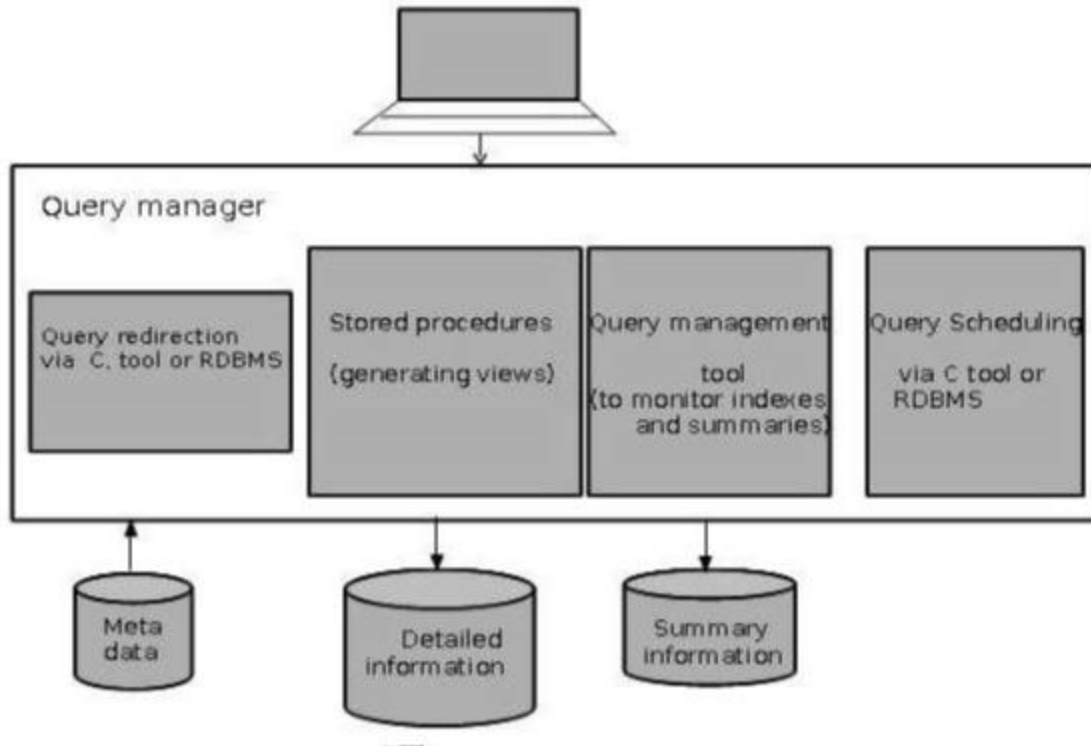 Query manager
Query redirection
via C, tool or RDBMS
Stored procedures
(generating views)
Query management
tool
(to monitor indexes
and summaries)
Query Scheduling
via C tool or
RDBMS
Meta
data
Detailed
information
Summary
information